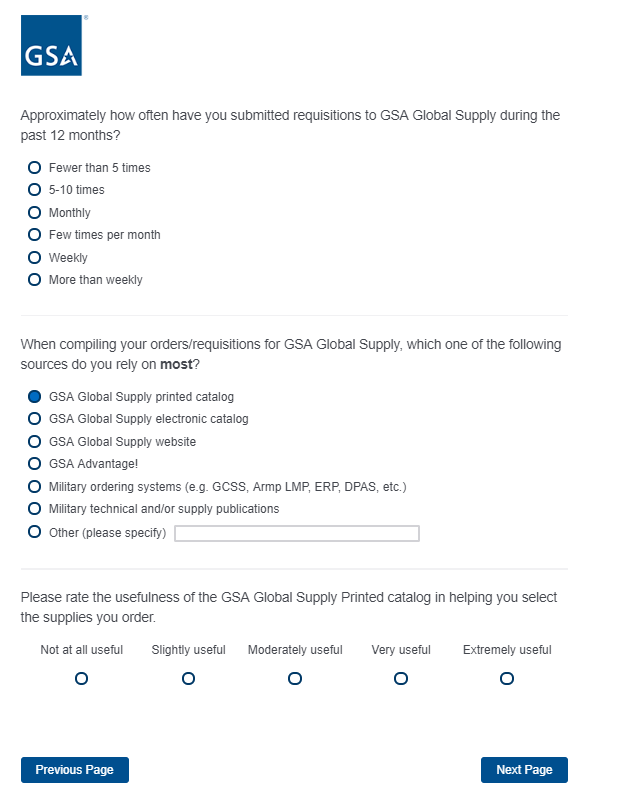 GSA
®
Approximately how often have you submitted requisitions to GSA Global Supply during the
past 12 months?
Fewer than 5 times
5-10 times
Monthly
Few times per month
Weekly
More than weekly
When compiling your orders/requisitions for GSA Global Supply, which one of the following
sources do you rely on most?
GSA Global Supply printed catalog
GSA Global Supply electronic catalog
GSA Global Supply website
GSA Advantage!
Military ordering systems (e.g. GCSS, Armp LMP, ERP, DPAS, etc.)
Military technical and/or supply publications
Other (please specify)
Please rate the usefulness of the GSA Global Supply Printed catalog in helping you select
the supplies you order.
Not at all useful Slightly useful Moderately useful Very useful Extremely useful
Previous Page Next Page